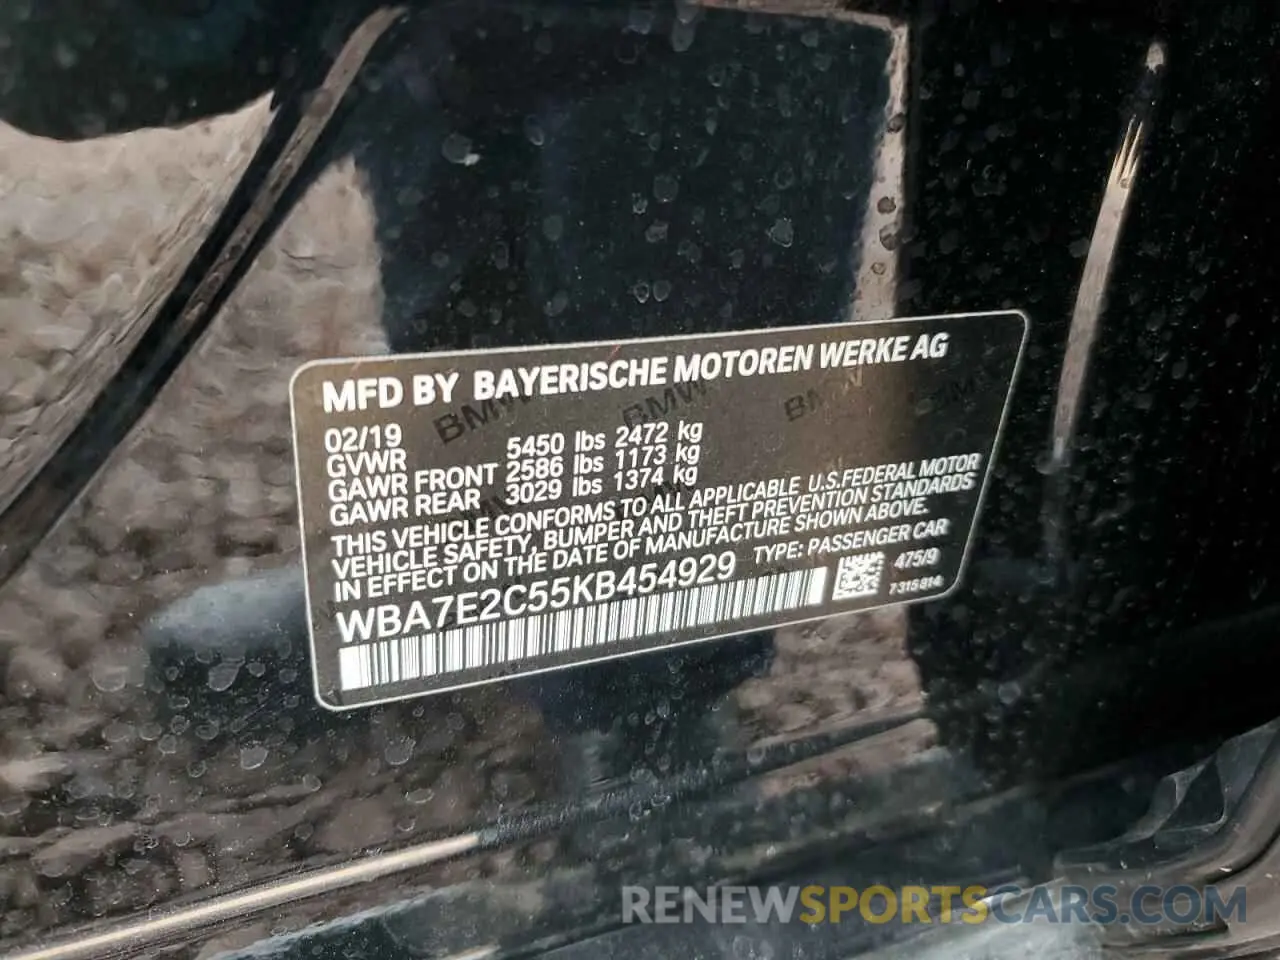 MFD BY BAYERISCHE MOTOREN WERKE AG
02/19
GVWR 5450 lbs 2472 kg
GAWR FRONT 2586 lbs 1173 kg
GAWR REAR 3029 lbs 1374 kg
THIS VEHICLE CONFORMS TO ALL APPLICABLE U.S.FEDERAL MOTOR
VEHICLE SAFETY, BUMPER AND THEFT PREVENTION STANDARDS
IN EFFECT ON THE DATE OF MANUFACTURE SHOWN ABOVE.
WBA7E2C55KB454929 TYPE: PASSENGER CAR
475/9
7315814
BMW BMW
RENEWSPORTSCARS.COM